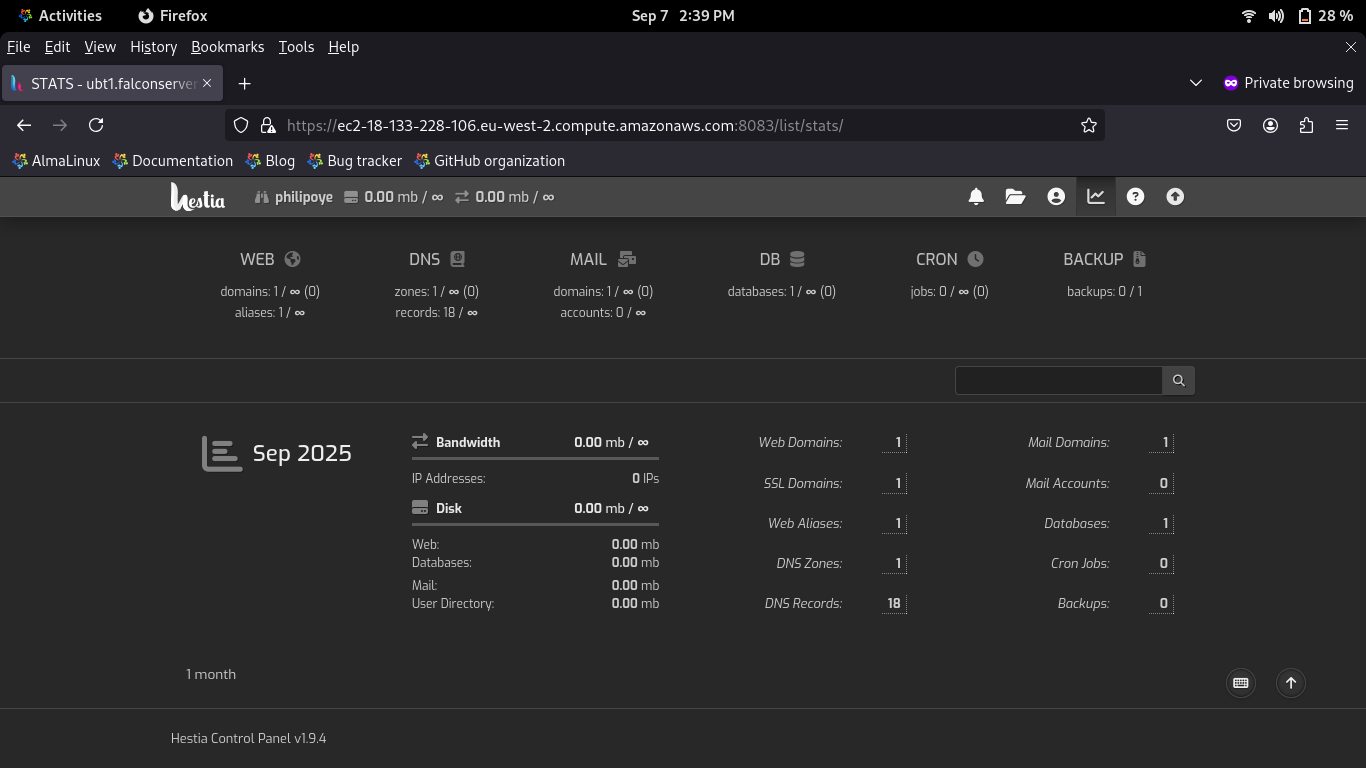 Activities Firefox Sep 7 2:39 PM 28 %
File Edit View History Bookmarks Tools Help
STATS - ubt1.falconserver Private browsing
https://ec2-18-133-228-106.eu-west-2.compute.amazonaws.com:8083/list/stats/
AlmaLinux Documentation Blog Bug tracker GitHub organization
Hestia philipoye 0.00 mb / ∞ 0.00 mb / ∞
WEB DNS MAIL DB CRON BACKUP
domains: 1 / ∞ (0) zones: 1 / ∞ (0) domains: 1 / ∞ (0) databases: 1 / ∞ (0) jobs: 0 / ∞ (0) backups: 0 / 1
aliases: 1 / ∞ records: 18 / ∞ accounts: 0 / ∞
Sep 2025
Bandwidth 0.00 mb / ∞
IP Addresses: 0 IPs
Disk 0.00 mb / ∞
Web: 0.00 mb
Databases: 0.00 mb
Mail: 0.00 mb
User Directory: 0.00 mb
Web Domains: 1
SSL Domains: 1
Web Aliases: 1
DNS Zones: 1
DNS Records: 18
Mail Domains: 1
Mail Accounts: 0
Databases: 1
Cron Jobs: 0
Backups: 0
1 month
Hestia Control Panel v1.9.4